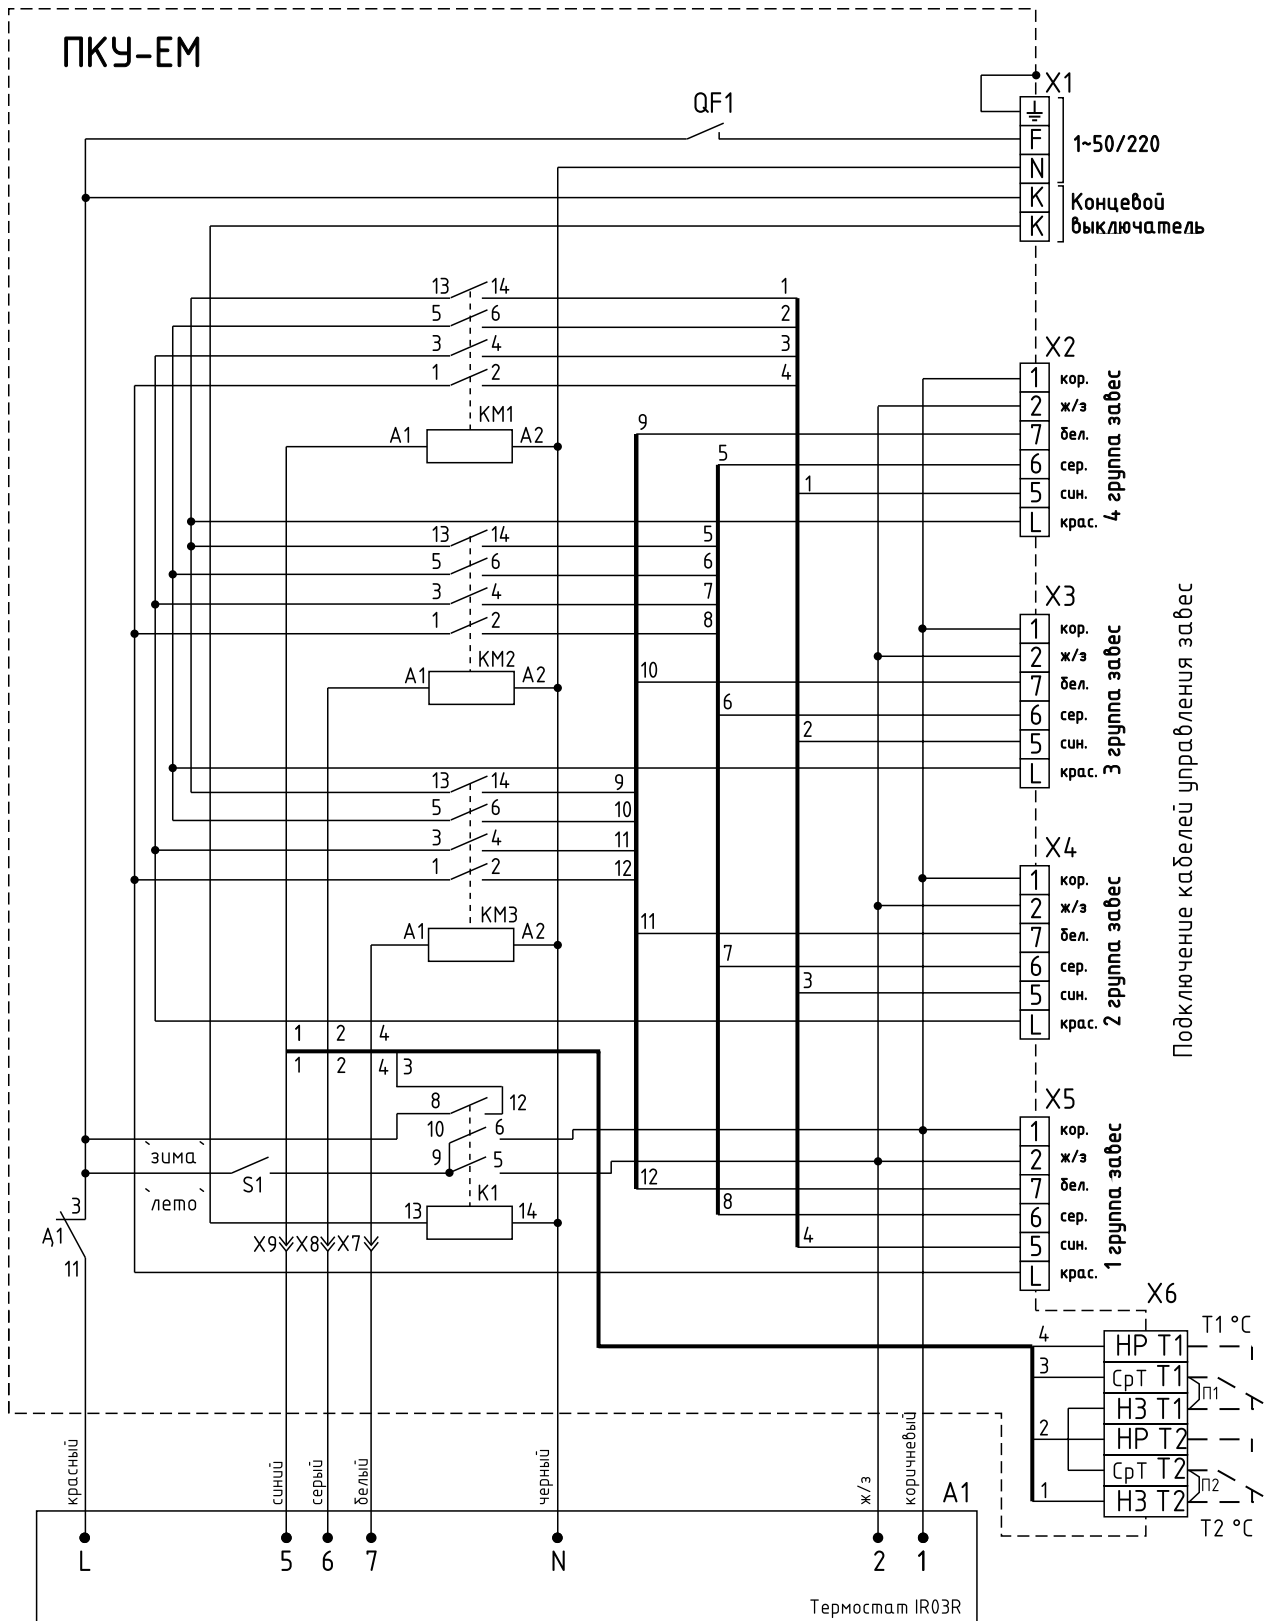 ПКУ-ЕМ
QF1
X1
F
N
K
K
1~50/220
Концевой
выключатель
13 14 1
5 6 2
3 4 3
1 2 4
KM1
A1 A2
9
5
1
X2
1 кор.
2 ж/з
7 бел.
6 сер.
5 син.
L крас.
4 группа завес
13 14 5
5 6 6
3 4 7
1 2 8
KM2
A1 A2
10
6
2
X3
1 кор.
2 ж/з
7 бел.
6 сер.
5 син.
L крас.
3 группа завес
Подключение кабелей управления завес
13 14 9
5 6 10
3 4 11
1 2 12
KM3
A1 A2
11
7
3
X4
1 кор.
2 ж/з
7 бел.
6 сер.
5 син.
L крас.
2 группа завес
1 2 4
1 2 4 3
8 12
10 6
9 5
`зима`
S1
`лето`
K1
13 14
3
Д1
11
X9 X8 X7
12
8
4
X5
1 кор.
2 ж/з
7 бел.
6 сер.
5 син.
L крас.
1 группа завес
X6
4 НР Т1
3 СрТ Т1
НЗ Т1
2 НР Т2
СрТ Т2
1 НЗ Т2
Т1 °С
П1
П2
Т2 °С
красный
синий
серый
белый
черный
ж/з
коричневый
A1
L 5 6 7 N 2 1
Термостат IR03R